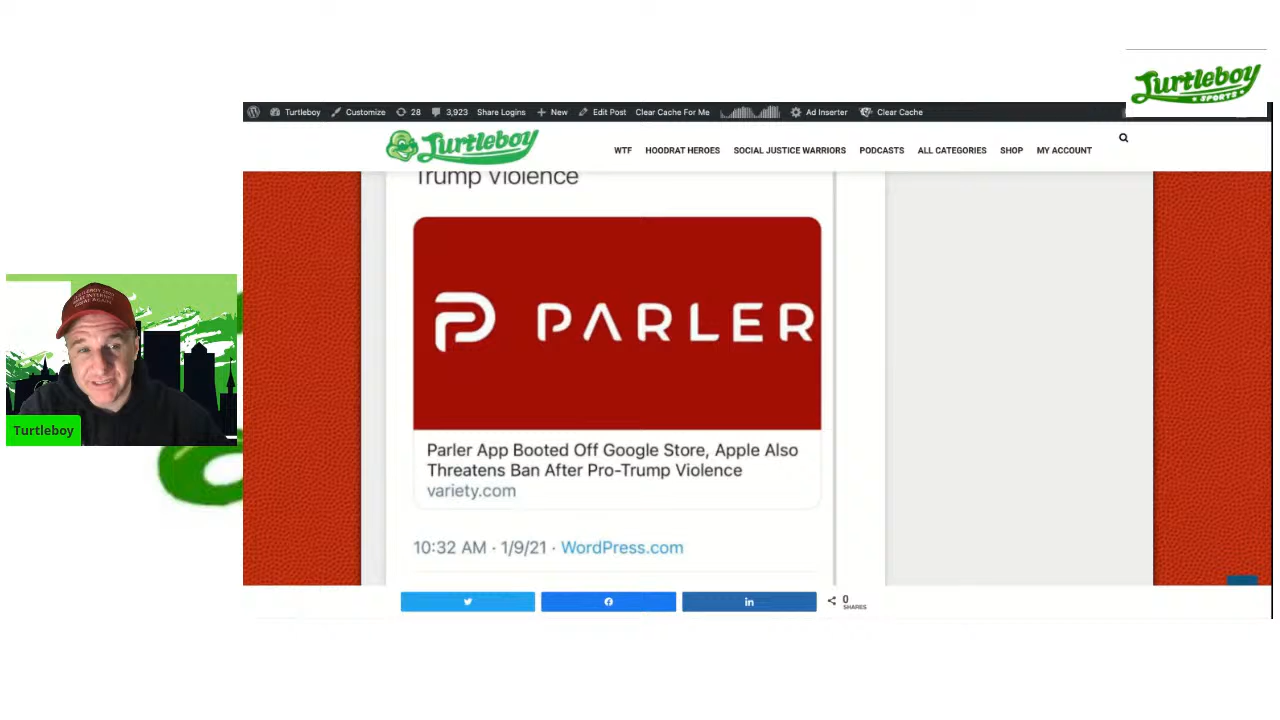 Turtleboy
SPORTS
Turtleboy Customize 28 3,923 Share Logins New Edit Post Clear Cache For Me Ad Inserter Clear Cache
Turtleboy
WTF HOODRAT HEROES SOCIAL JUSTICE WARRIORS PODCASTS ALL CATEGORIES SHOP MY ACCOUNT
Trump Violence
P PARLER
Parler App Booted Off Google Store, Apple Also
Threatens Ban After Pro-Trump Violence
variety.com
10:32 AM · 1/9/21 · WordPress.com
0
SHARES
Turtleboy